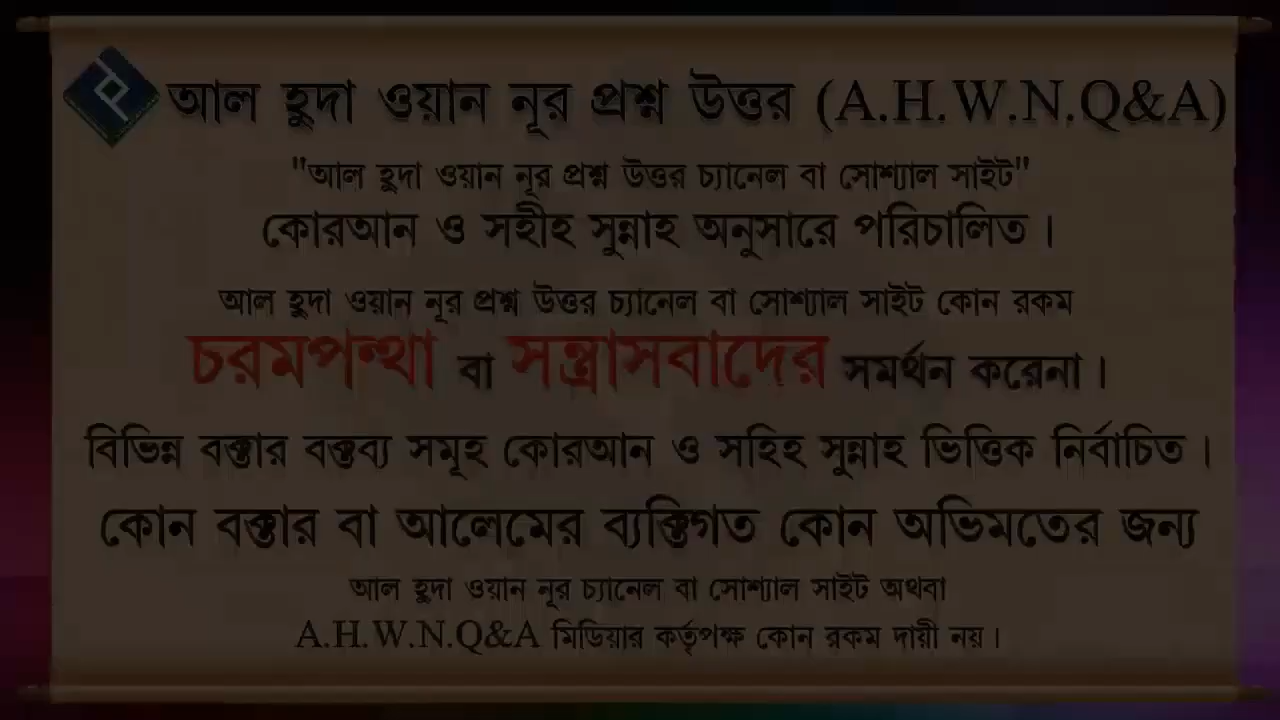 আল হুদা ওয়ান নূর প্রশ্ন উত্তর (A.H.W.N.Q&A)
"আল হুদা ওয়ান নূর প্রশ্ন উত্তর চ্যানেল বা সোশ্যাল সাইট"
কোরআন ও সহীহ সুন্নাহ অনুসারে পরিচালিত।
আল হুদা ওয়ান নূর প্রশ্ন উত্তর চ্যানেল বা সোশ্যাল সাইট কোন রকম
চরমপন্থা বা সন্ত্রাসবাদের সমর্থন করেনা।
বিভিন্ন বক্তার বক্তব্য সমূহ কোরআন ও সহিহ সুন্নাহ ভিত্তিক নির্বাচিত।
কোন বক্তার বা আলেমের ব্যক্তিগত কোন অভিমতের জন্য
আল হুদা ওয়ান নূর চ্যানেল বা সোশ্যাল সাইট অথবা
A.H.W.N.Q&A মিডিয়ার কর্তৃপক্ষ কোন রকম দায়ী নয়।